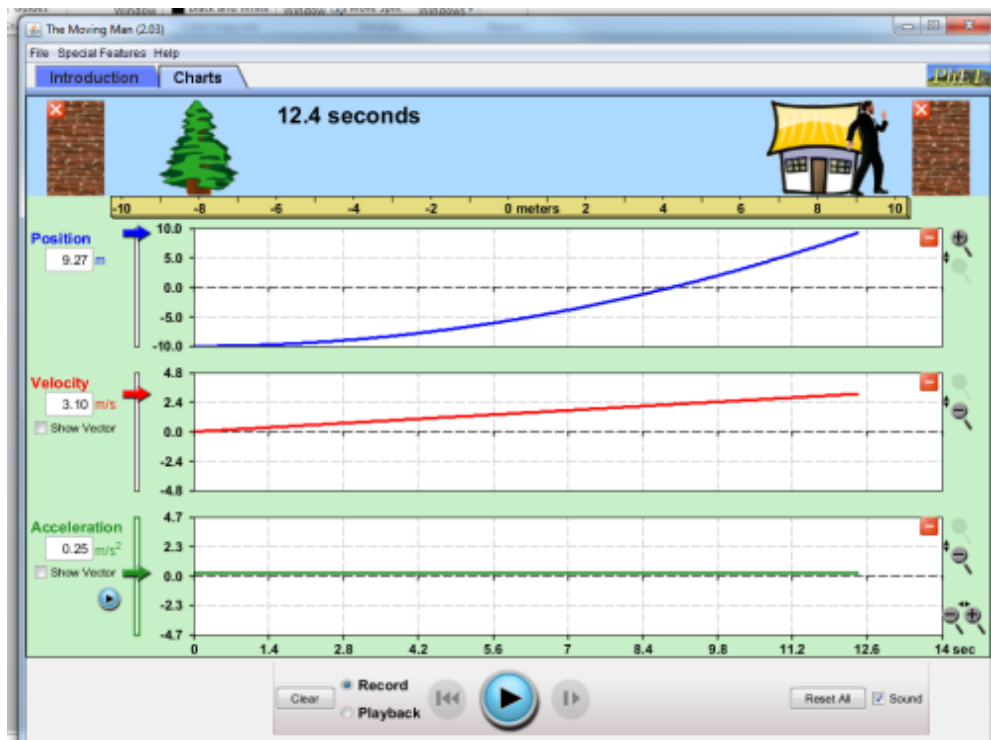 The Moving Man (2.03)
File Special Features Help
Introduction Charts
PhET
12.4 seconds
-10 -8 -6 -4 -2 0 meters 2 4 6 8 10
Position
9.27 m
10.0
5.0
0.0
-5.0
-10.0
Velocity
3.10 m/s
Show Vector
4.8
2.4
0.0
-2.4
-4.8
Acceleration
0.25 m/s²
Show Vector
4.7
2.3
0.0
-2.3
-4.7
0 1.4 2.8 4.2 5.6 7 8.4 9.8 11.2 12.6 14 sec
Clear
Record
Playback
Reset All
Sound